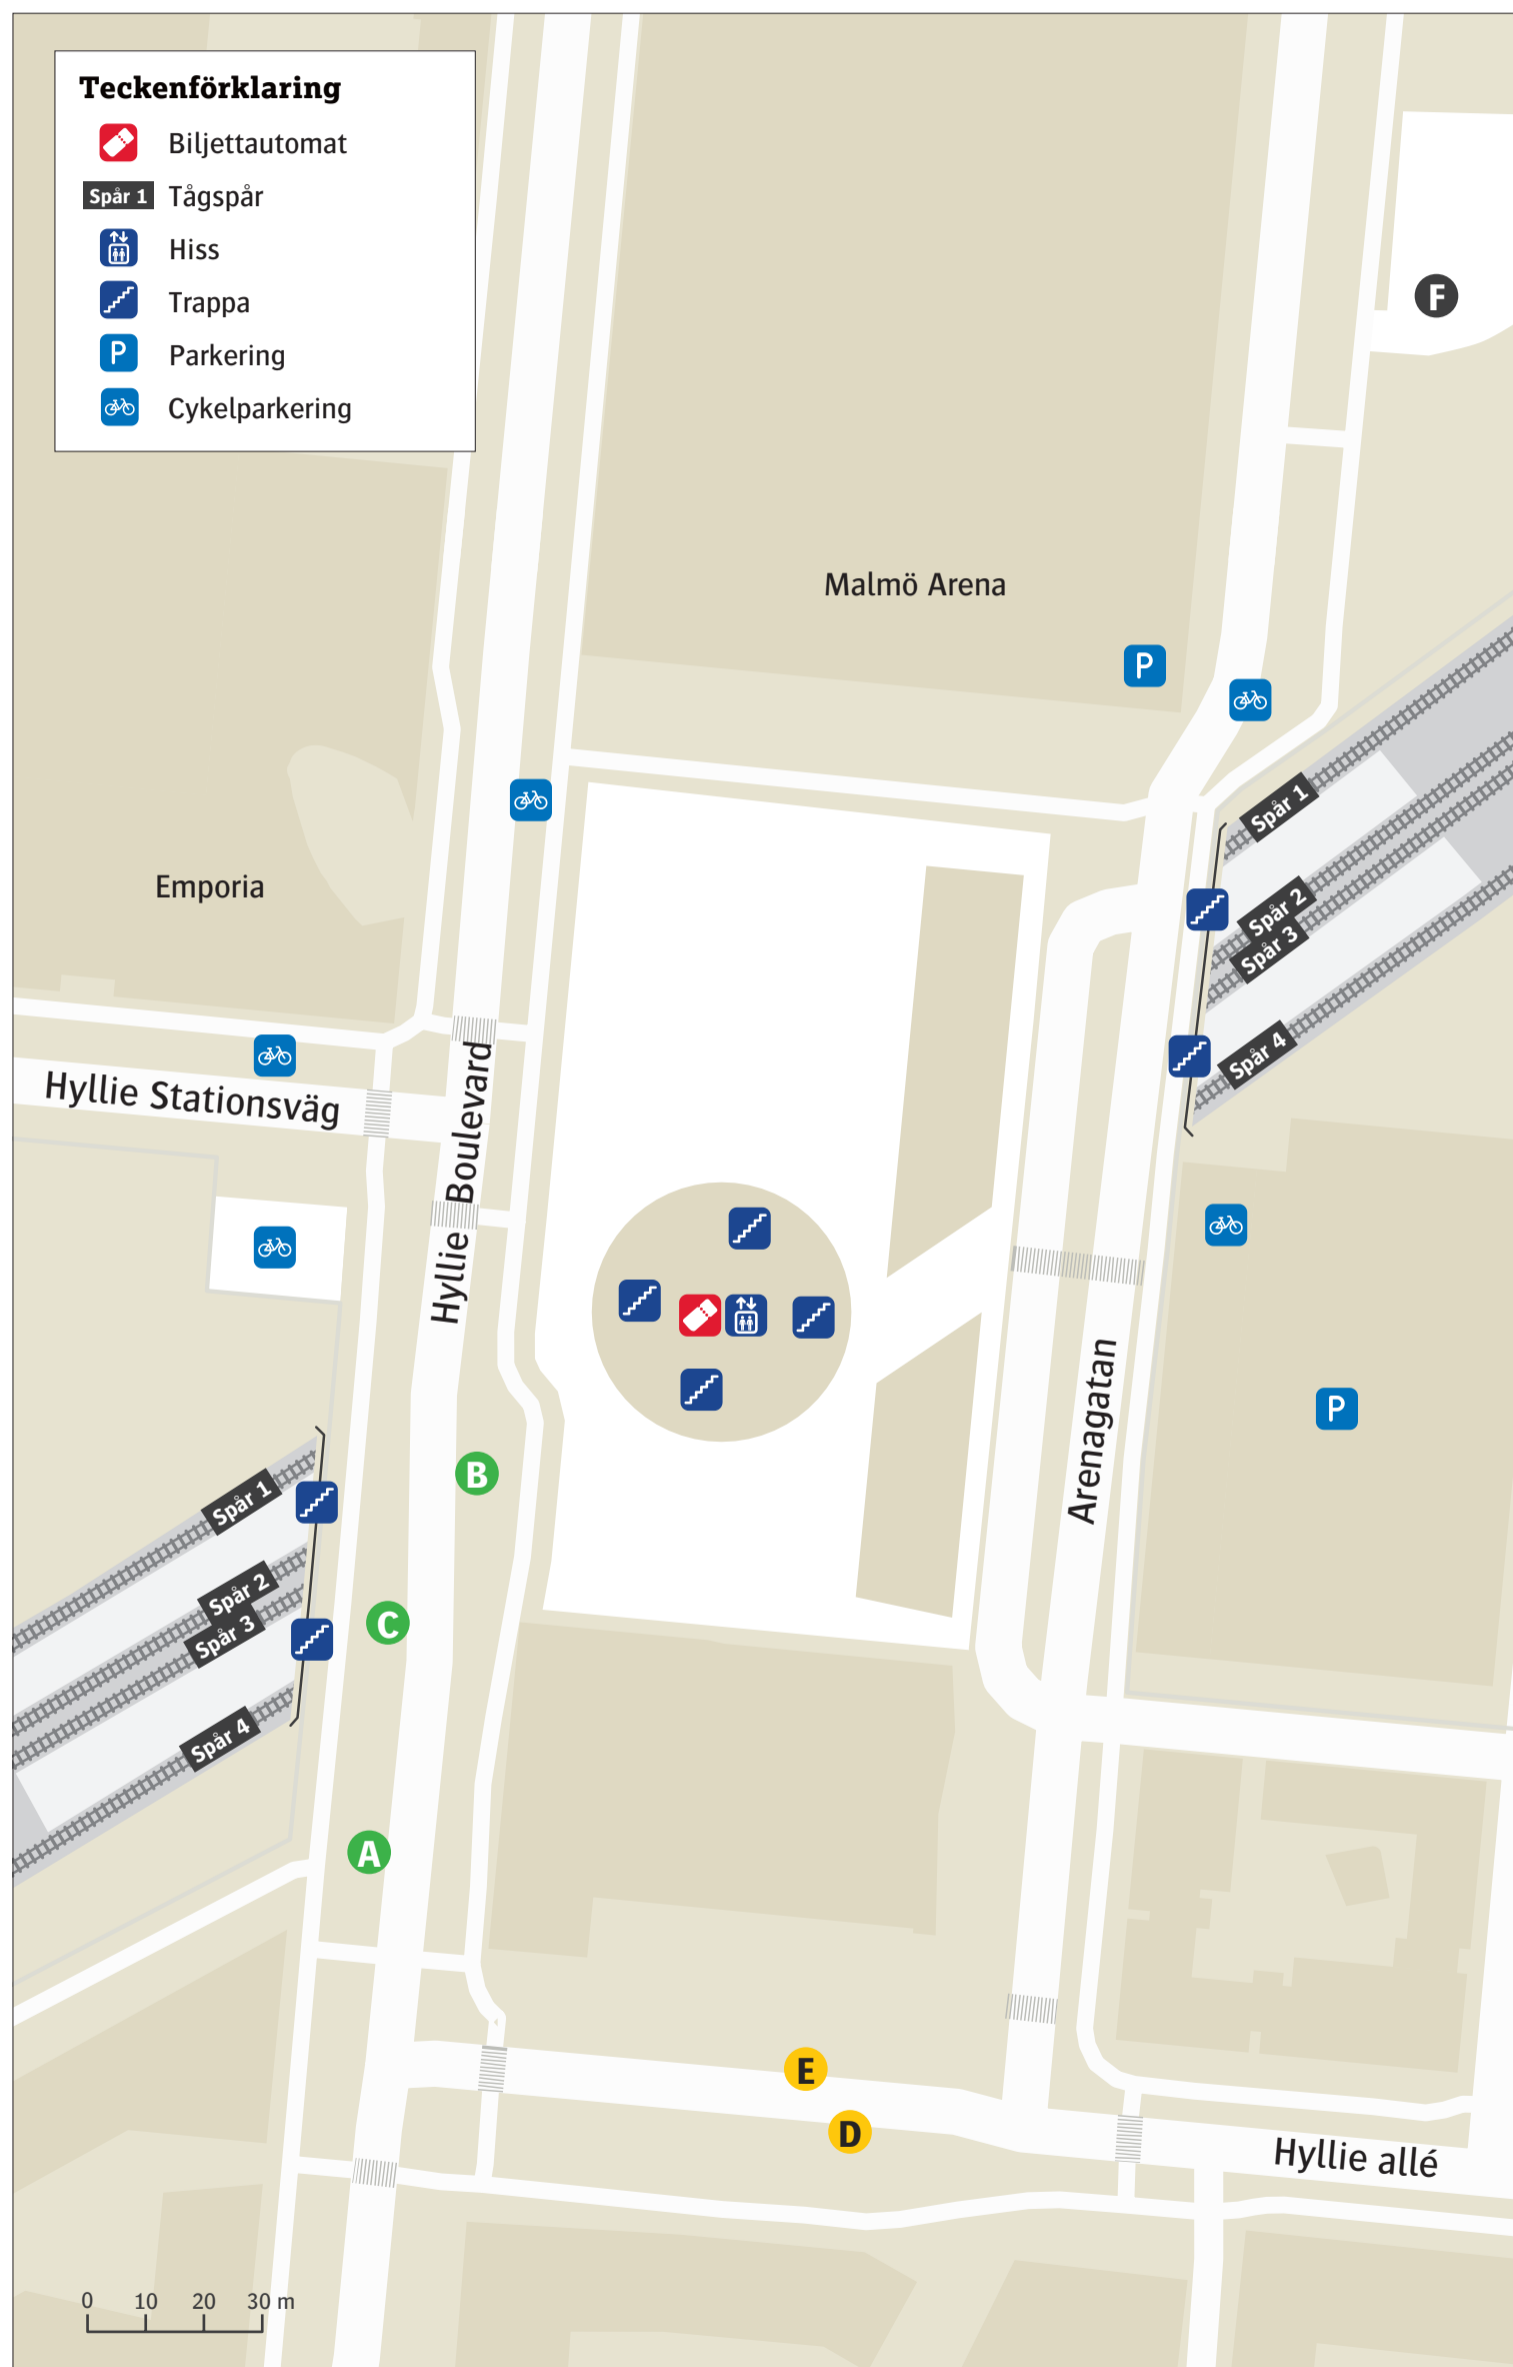 Teckenförklaring
Biljettautomat
Spår 1 Tågspår
Hiss
Trappa
P Parkering
Cykelparkering
F
Malmö Arena
P
Spår 1
Emporia
Spår 2
Spår 3
Spår 4
Hyllie Stationsväg
Hyllie Boulevard
Arenagatan
P
B
Spår 1
Spår 2
Spår 3
C
Spår 4
A
E
D
Hyllie allé
0 10 20 30 m